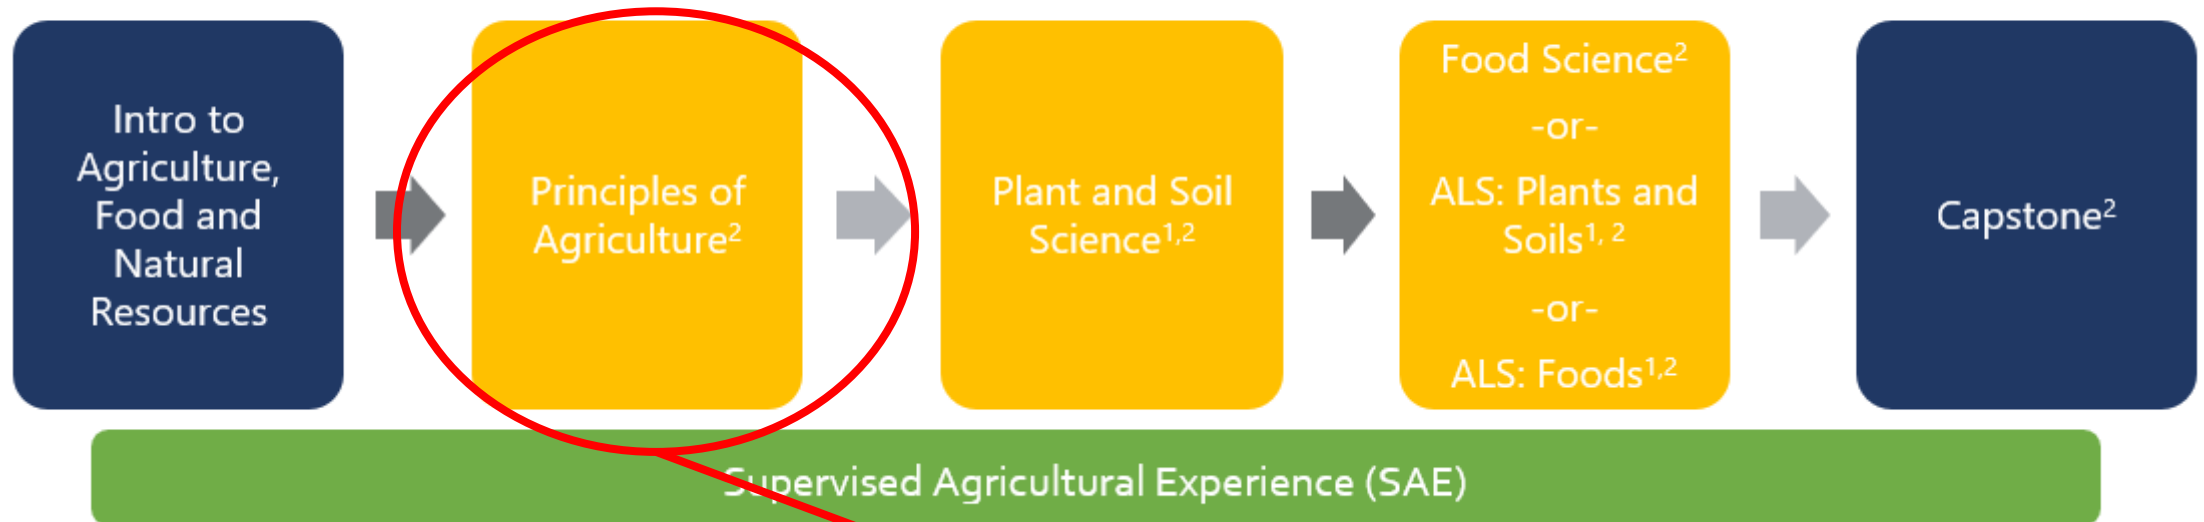 Intro to
Agriculture,
Food and
Natural
Resources
Principles of
Agriculture²
Plant and Soil
Science¹,²
Food Science²
-or-
ALS: Plants and
Soils¹, ²
-or-
ALS: Foods¹,²
Capstone²
Supervised Agricultural Experience (SAE)